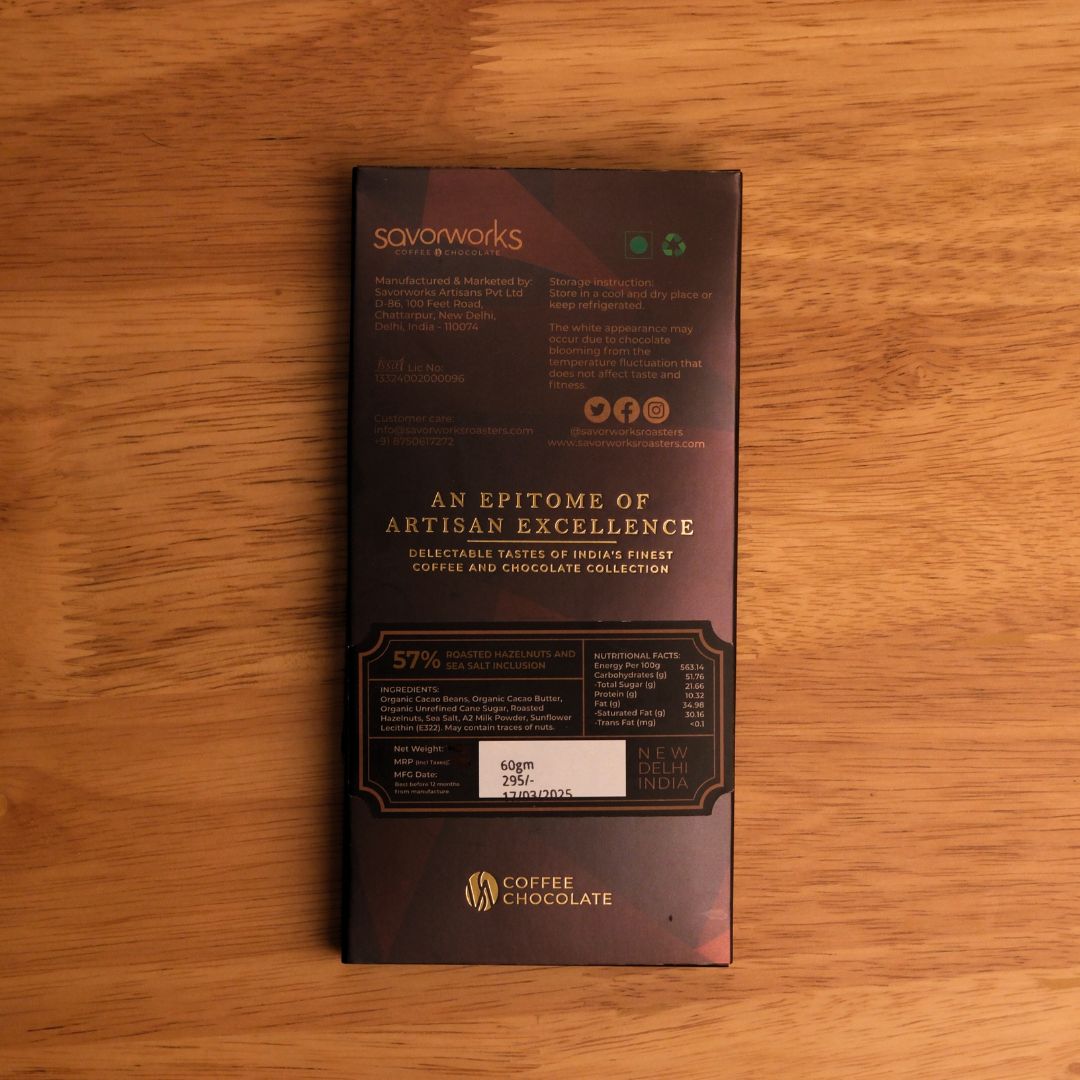 savorworks
COFFEE & CHOCOLATE
Manufactured & Marketed by:
Savorworks Artisans Pvt Ltd
D-86, 100 Feet Road,
Chattarpur, New Delhi,
Delhi, India - 110074
fssai Lic No:
13324002000096
Customer care:
info@savorworksroasters.com
+91 8750617272
Storage instruction:
Store in a cool and dry place or
keep refrigerated.
The white appearance may
occur due to chocolate
blooming from the
temperature fluctuation that
does not affect taste and
fitness.
@savorworksroasters
www.savorworksroasters.com
AN EPITOME OF
ARTISAN EXCELLENCE
DELECTABLE TASTES OF INDIA'S FINEST
COFFEE AND CHOCOLATE COLLECTION
57% ROASTED HAZELNUTS AND
SEA SALT INCLUSION
INGREDIENTS:
Organic Cacao Beans, Organic Cacao Butter,
Organic Unrefined Cane Sugar, Roasted
Hazelnuts, Sea Salt, A2 Milk Powder, Sunflower
Lecithin (E322). May contain traces of nuts.
NUTRITIONAL FACTS:
Energy Per 100g 563.14
Carbohydrates (g) 51.76
-Total Sugar (g) 21.66
Protein (g) 10.32
Fat (g) 34.98
-Saturated Fat (g) 30.16
-Trans Fat (mg) <0.1
Net Weight: 60gm
MRP (Incl Taxes): 295/-
MFG Date: 17/03/2025
Best before 12 months
from manufacture
NEW
DELHI
INDIA
COFFEE
CHOCOLATE